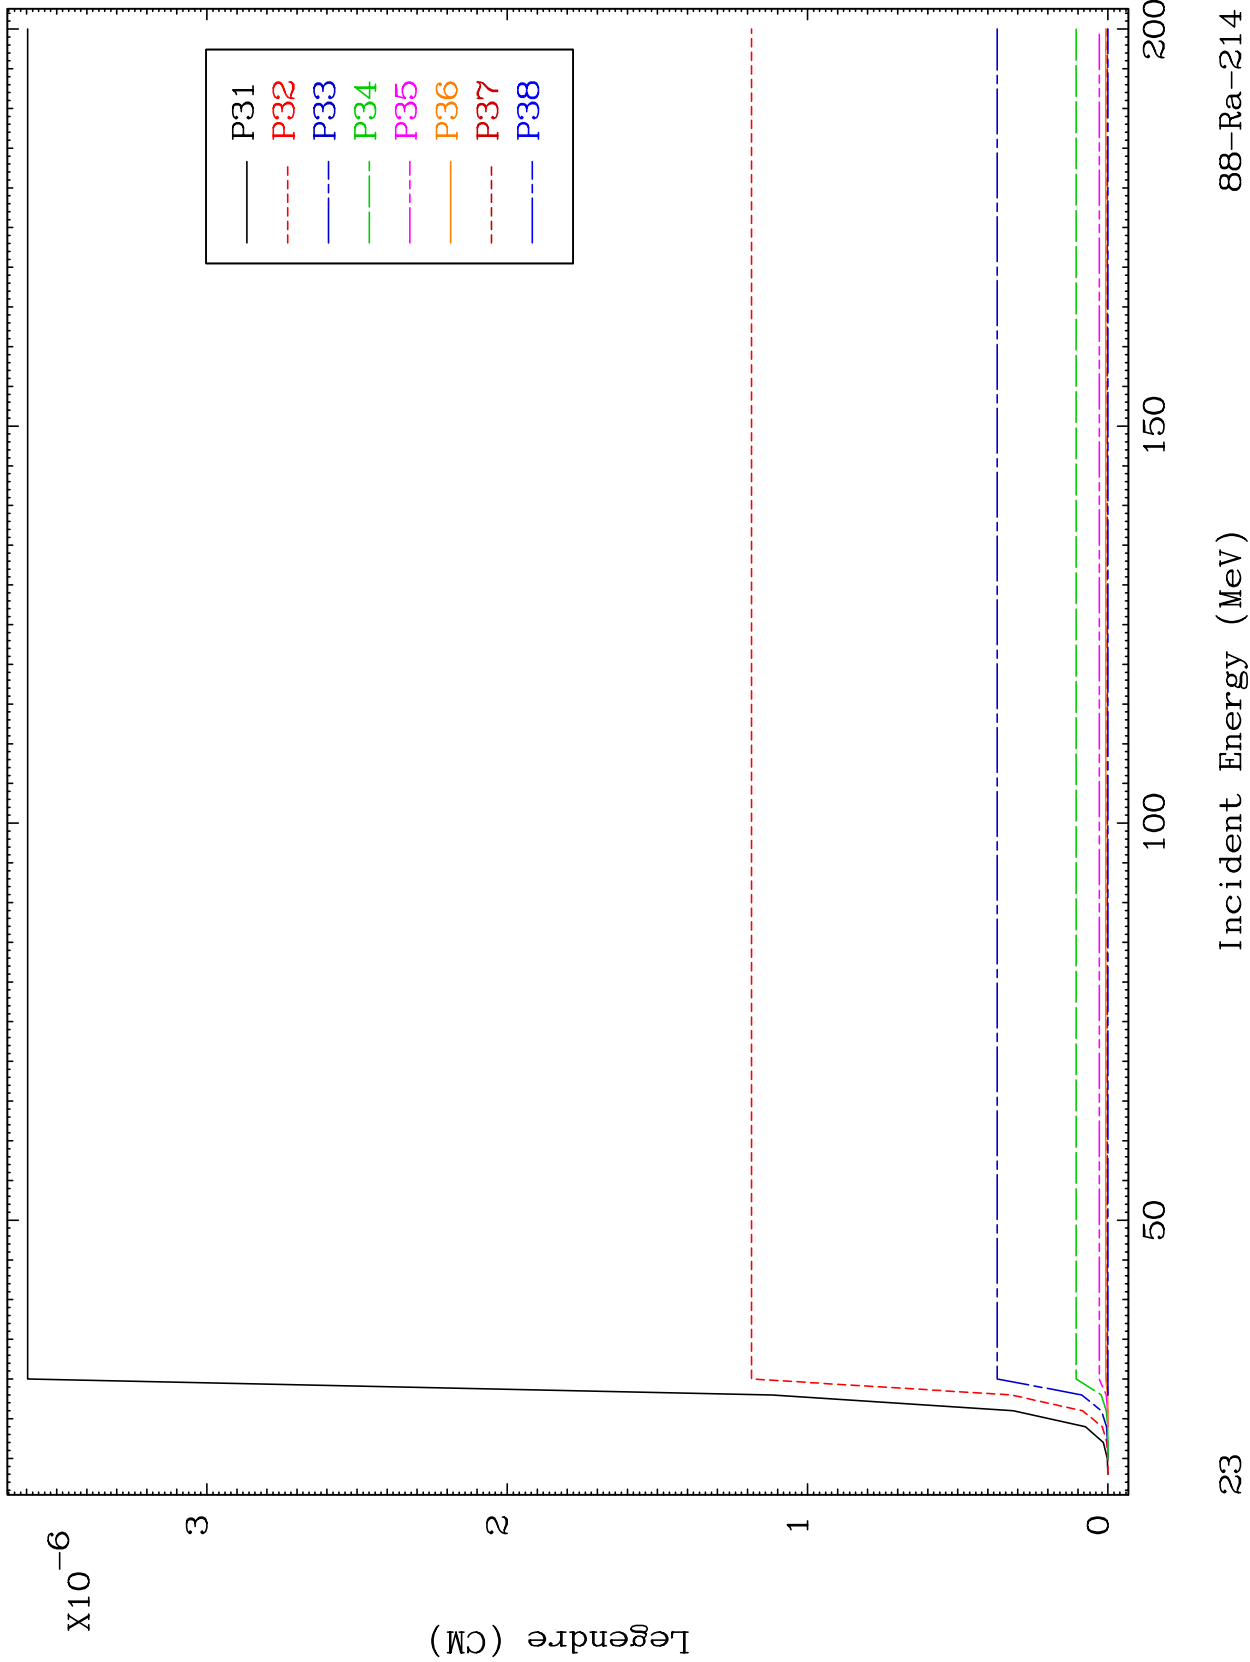 X10
-6
3
2
1
0
Legendre (CM)
P31
P32
P33
P34
P35
P36
P37
P38
50
100
150
200
Incident Energy (MeV)
23
88-Ra-214